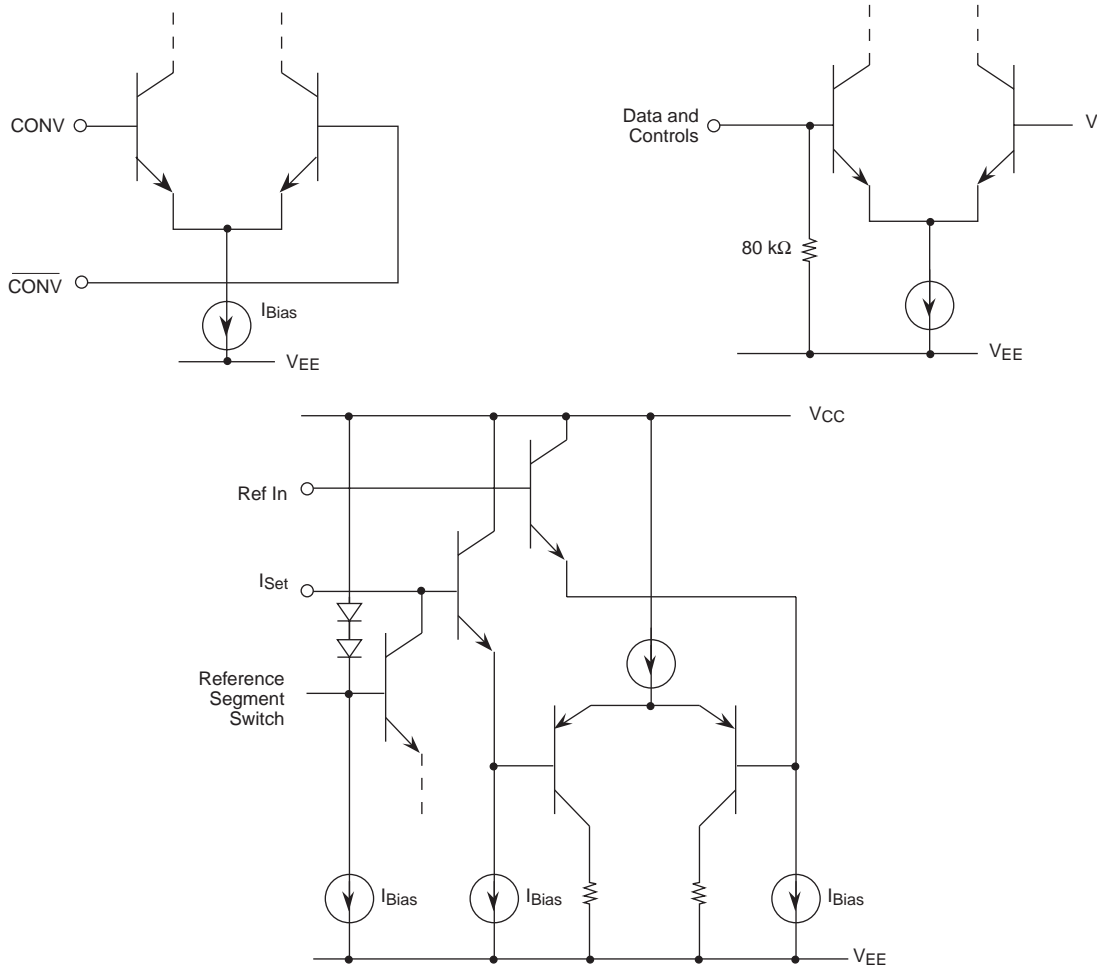 CONV
C̅O̅N̅V̅
IBias
VEE
Data and
Controls
80 kΩ
V
VEE
VCC
Ref In
ISet
Reference
Segment
Switch
IBias
IBias
IBias
VEE